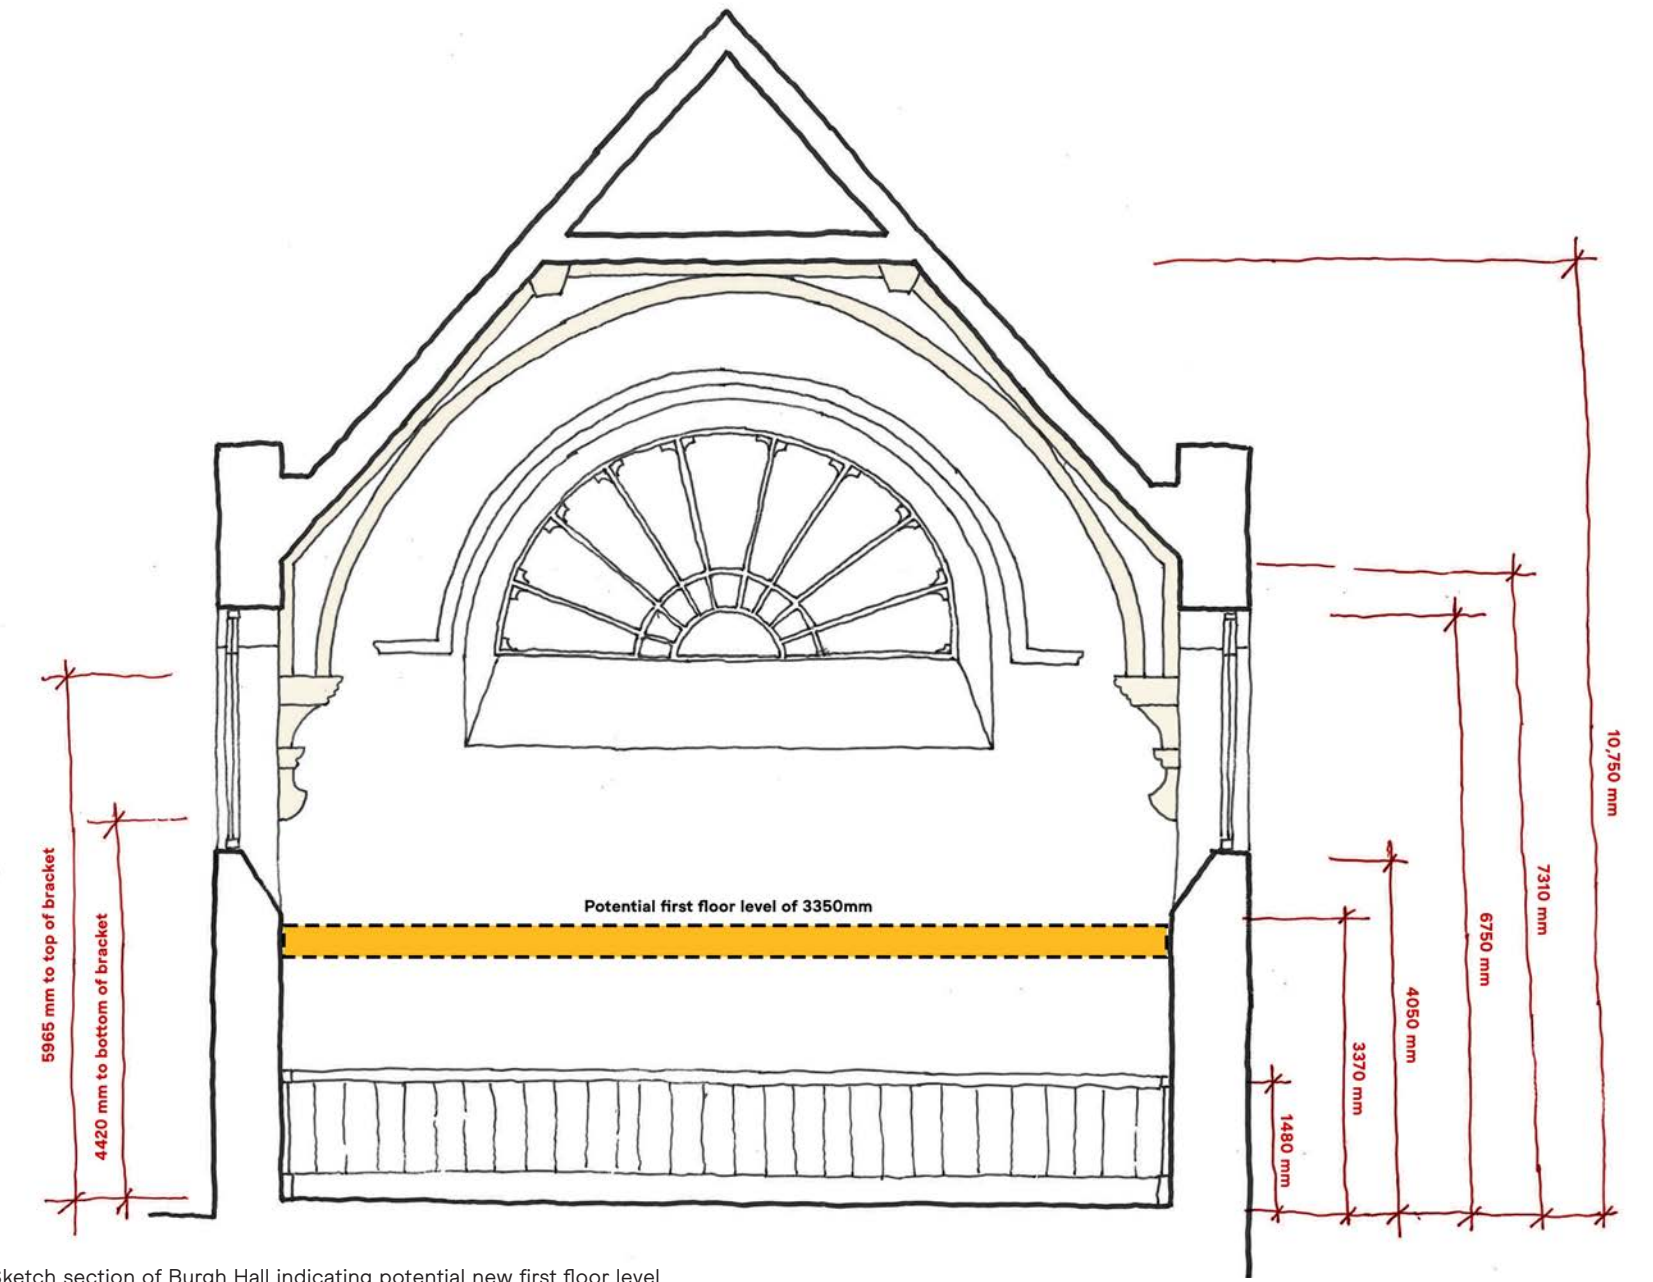 10,750 mm
7310 mm
6750 mm
4050 mm
3370 mm
1480 mm
5965 mm to top of bracket
4420 mm to bottom of bracket
Potential first floor level of 3350mm
Sketch section of Burgh Hall indicating potential new first floor level